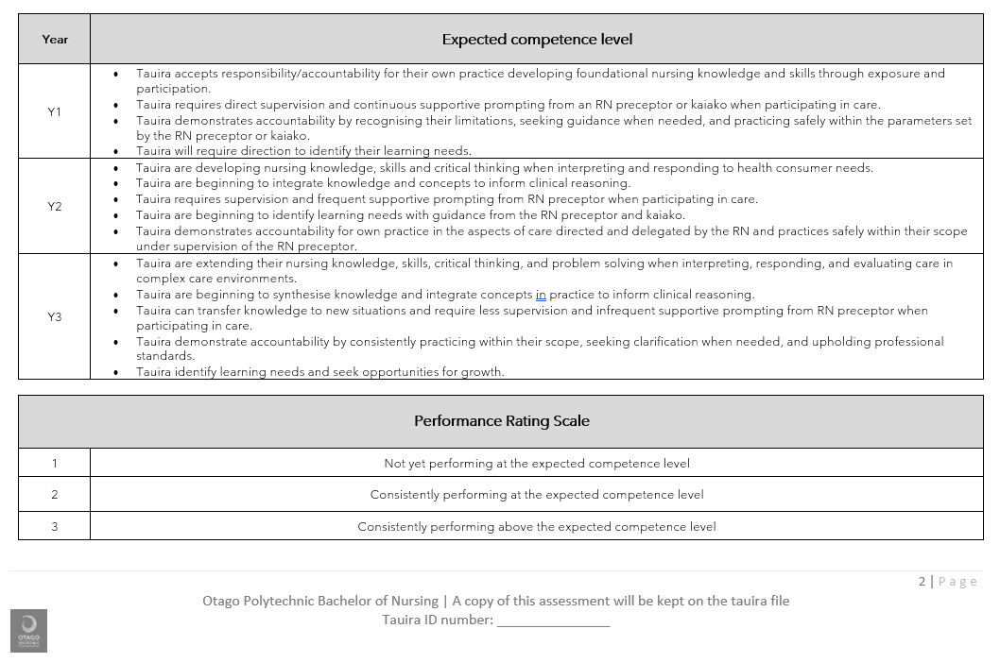 Year
Expected competence level
Y1
• Tauira accepts responsibility/accountability for their own practice developing foundational nursing knowledge and skills through exposure and
participation.
• Tauira requires direct supervision and continuous supportive prompting from an RN preceptor or kaiako when participating in care.
• Tauira demonstrates accountability by recognising their limitations, seeking guidance when needed, and practicing safely within the parameters set
by the RN preceptor or kaiako.
• Tauira will require direction to identify their learning needs.
Y2
• Tauira are developing nursing knowledge, skills and critical thinking when interpreting and responding to health consumer needs.
• Tauira are beginning to integrate knowledge and concepts to inform clinical reasoning.
• Tauira requires supervision and frequent supportive prompting from RN preceptor when participating in care.
• Tauira are beginning to identify learning needs with guidance from the RN preceptor and kaiako.
• Tauira demonstrates accountability for own practice in the aspects of care directed and delegated by the RN and practices safely within their scope
under supervision of the RN preceptor.
Y3
• Tauira are extending their nursing knowledge, skills, critical thinking, and problem solving when interpreting, responding, and evaluating care in
complex care environments.
• Tauira are beginning to synthesise knowledge and integrate concepts in practice to inform clinical reasoning.
• Tauira can transfer knowledge to new situations and require less supervision and infrequent supportive prompting from RN preceptor when
participating in care.
• Tauira demonstrate accountability by consistently practicing within their scope, seeking clarification when needed, and upholding professional
standards.
• Tauira identify learning needs and seek opportunities for growth.
Performance Rating Scale
1 Not yet performing at the expected competence level
2 Consistently performing at the expected competence level
3 Consistently performing above the expected competence level
2 | Page
Otago Polytechnic Bachelor of Nursing | A copy of this assessment will be kept on the tauira file
Tauira ID number: ________________
OTAGO